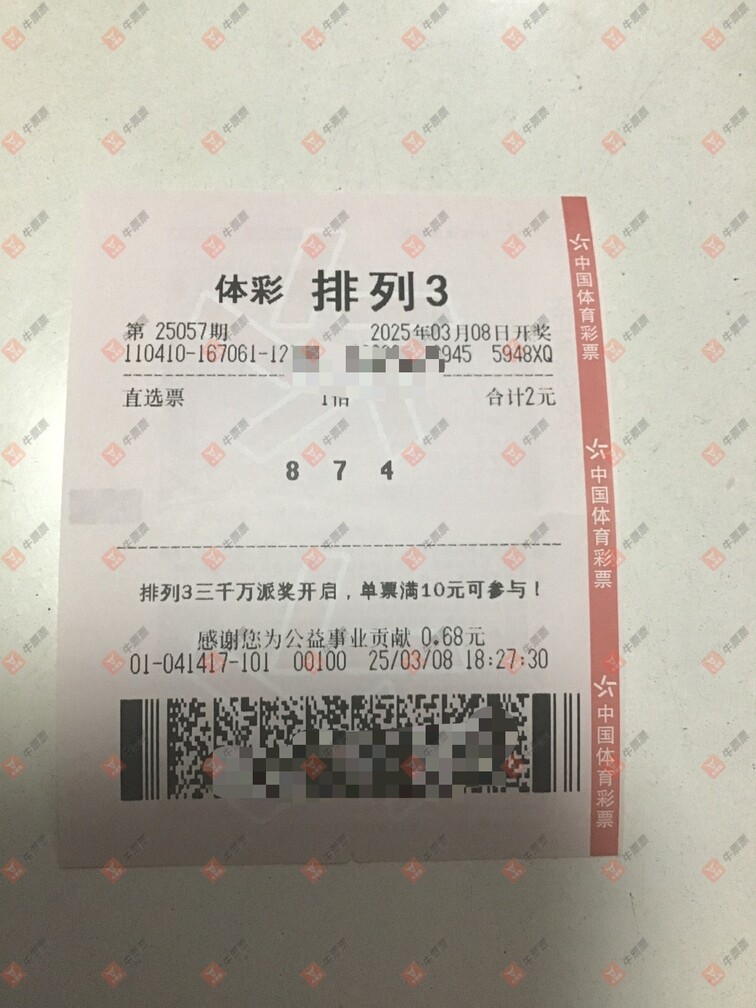 体彩 排列3
第 25057期 2025年03月08日开奖
110410-167061-12 945 5948XQ
直选票 1倍 合计2元
8 7 4
排列3三千万派奖开启，单票满10元可参与！
感谢您为公益事业贡献 0.68元
01-041417-101 00100 25/03/08 18:27:30
中国体育彩票
中国体育彩票
中国体育彩票
牛票票